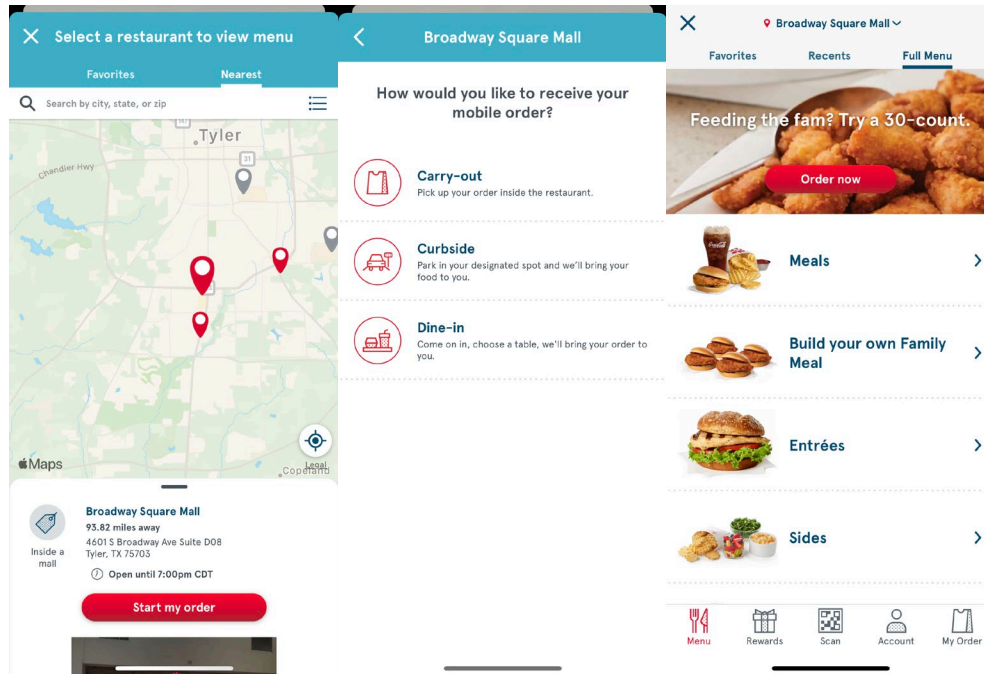 Select a restaurant to view menu
Favorites
Nearest
Search by city, state, or zip
Tyler
31
Chandler Hwy
Maps
Legal
Copeland
Inside a
mall
Broadway Square Mall
93.82 miles away
4601 S Broadway Ave Suite D08
Tyler, TX 75703
Open until 7:00pm CDT
Start my order
Broadway Square Mall
How would you like to receive your
mobile order?
Carry-out
Pick up your order inside the restaurant.
Curbside
Park in your designated spot and we'll bring your
food to you.
Dine-in
Come on in, choose a table, we'll bring your order to
you.
Broadway Square Mall
Favorites
Recents
Full Menu
Feeding the fam? Try a 30-count.
Order now
Meals
Build your own Family
Meal
Entrées
Sides
Menu
Rewards
Scan
Account
My Order